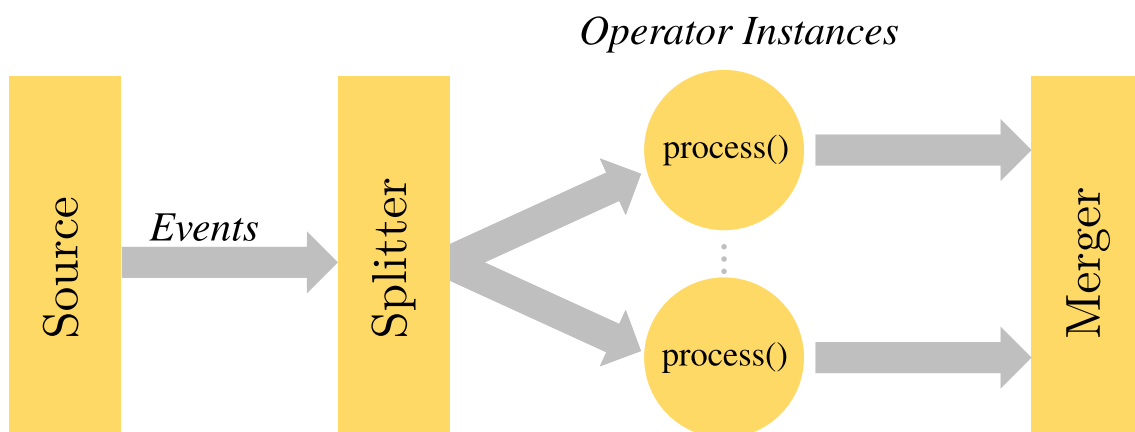 Operator Instances
Source
Events
Splitter
process()
process()
Merger